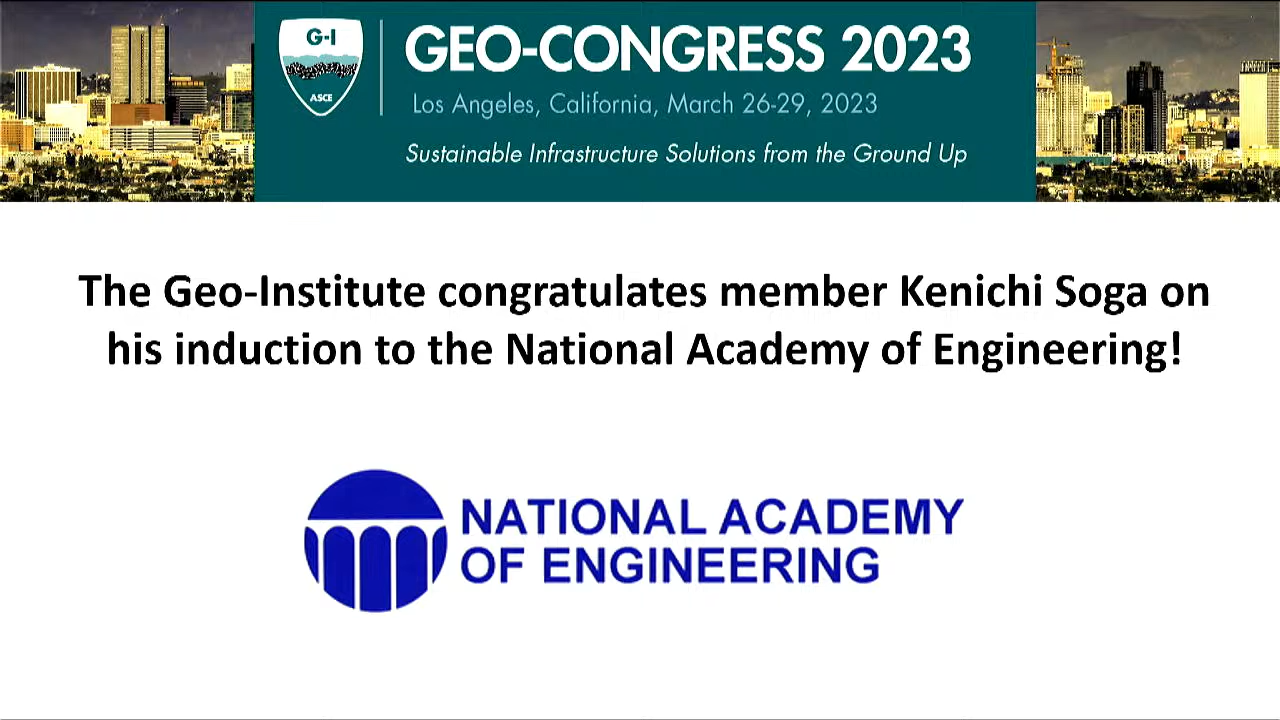 G-I
ASCE
GEO-CONGRESS 2023
Los Angeles, California, March 26-29, 2023
Sustainable Infrastructure Solutions from the Ground Up
The Geo-Institute congratulates member Kenichi Soga on
his induction to the National Academy of Engineering!
NATIONAL ACADEMY
OF ENGINEERING